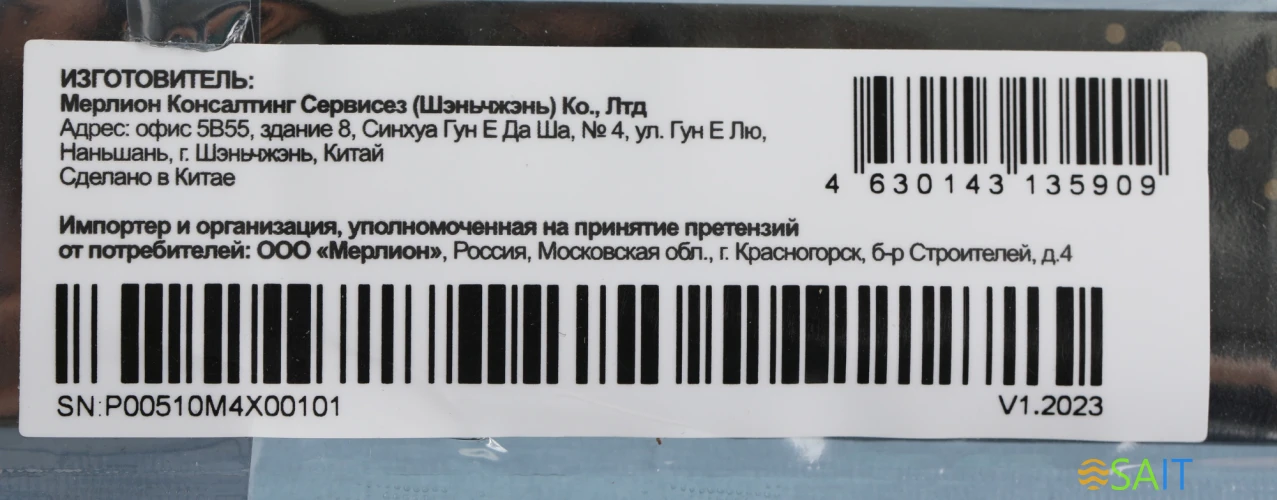 ИЗГОТОВИТЕЛЬ:
Мерлион Консалтинг Сервисез (Шэньчжэнь) Ко., Лтд
Адрес: офис 5В55, здание 8, Синхуа Гун Е Да Ша, № 4, ул. Гун Е Лю,
Наньшань, г. Шэньчжэнь, Китай
Сделано в Китае
4 630143 135909
Импортер и организация, уполномоченная на принятие претензий
от потребителей: ООО «Мерлион», Россия, Московская обл., г. Красногорск, б-р Строителей, д.4
SN:P00510M4X00101
V1.2023
SAIT